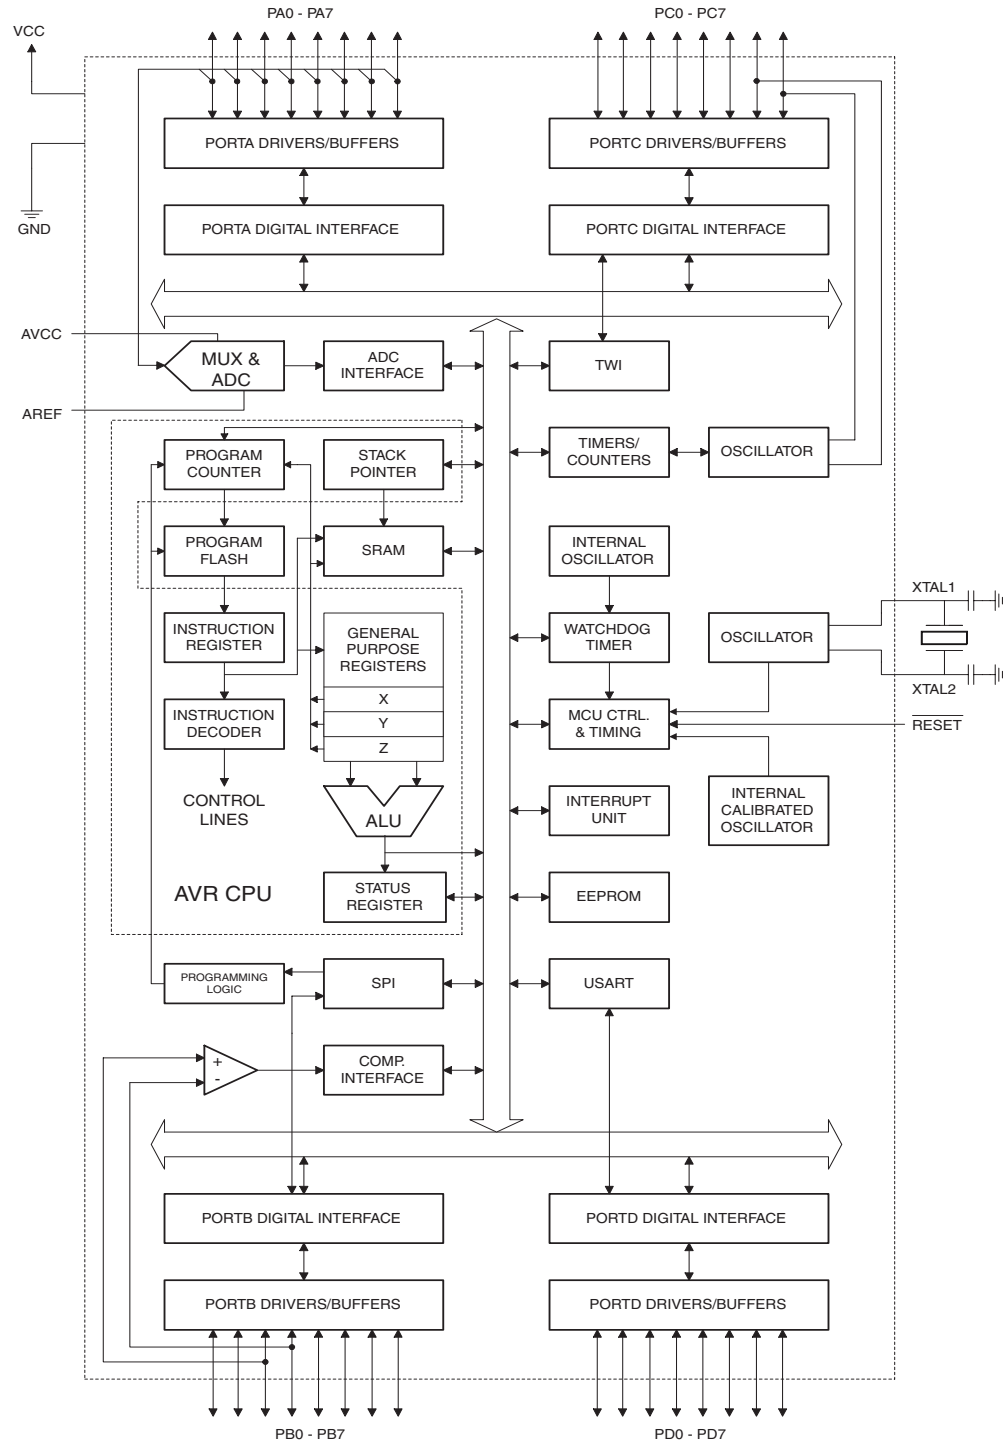 PA0 - PA7
PC0 - PC7
VCC
PORTA DRIVERS/BUFFERS
PORTC DRIVERS/BUFFERS
GND
PORTA DIGITAL INTERFACE
PORTC DIGITAL INTERFACE
AVCC
MUX &
ADC
ADC
INTERFACE
TWI
AREF
PROGRAM
COUNTER
STACK
POINTER
TIMERS/
COUNTERS
OSCILLATOR
PROGRAM
FLASH
SRAM
INTERNAL
OSCILLATOR
XTAL1
INSTRUCTION
REGISTER
GENERAL
PURPOSE
REGISTERS
WATCHDOG
TIMER
OSCILLATOR
XTAL2
X
INSTRUCTION
DECODER
Y
MCU CTRL.
& TIMING
RESET
Z
CONTROL
LINES
ALU
INTERRUPT
UNIT
INTERNAL
CALIBRATED
OSCILLATOR
AVR CPU
STATUS
REGISTER
EEPROM
PROGRAMMING
LOGIC
SPI
USART
+
-
COMP.
INTERFACE
PORTB DIGITAL INTERFACE
PORTD DIGITAL INTERFACE
PORTB DRIVERS/BUFFERS
PORTD DRIVERS/BUFFERS
PB0 - PB7
PD0 - PD7